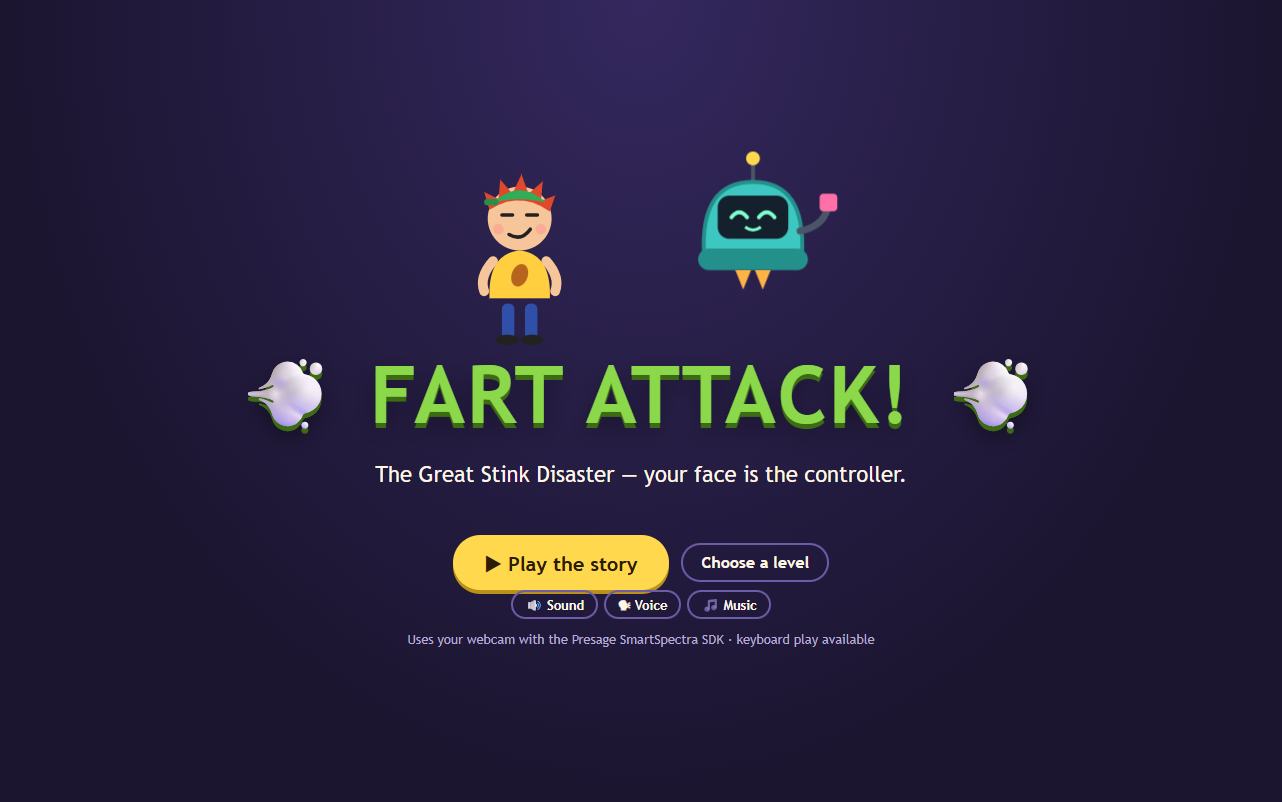 FART ATTACK!
The Great Stink Disaster — your face is the controller.
▶ Play the story
Choose a level
Sound
Voice
Music
Uses your webcam with the Presage SmartSpectra SDK · keyboard play available